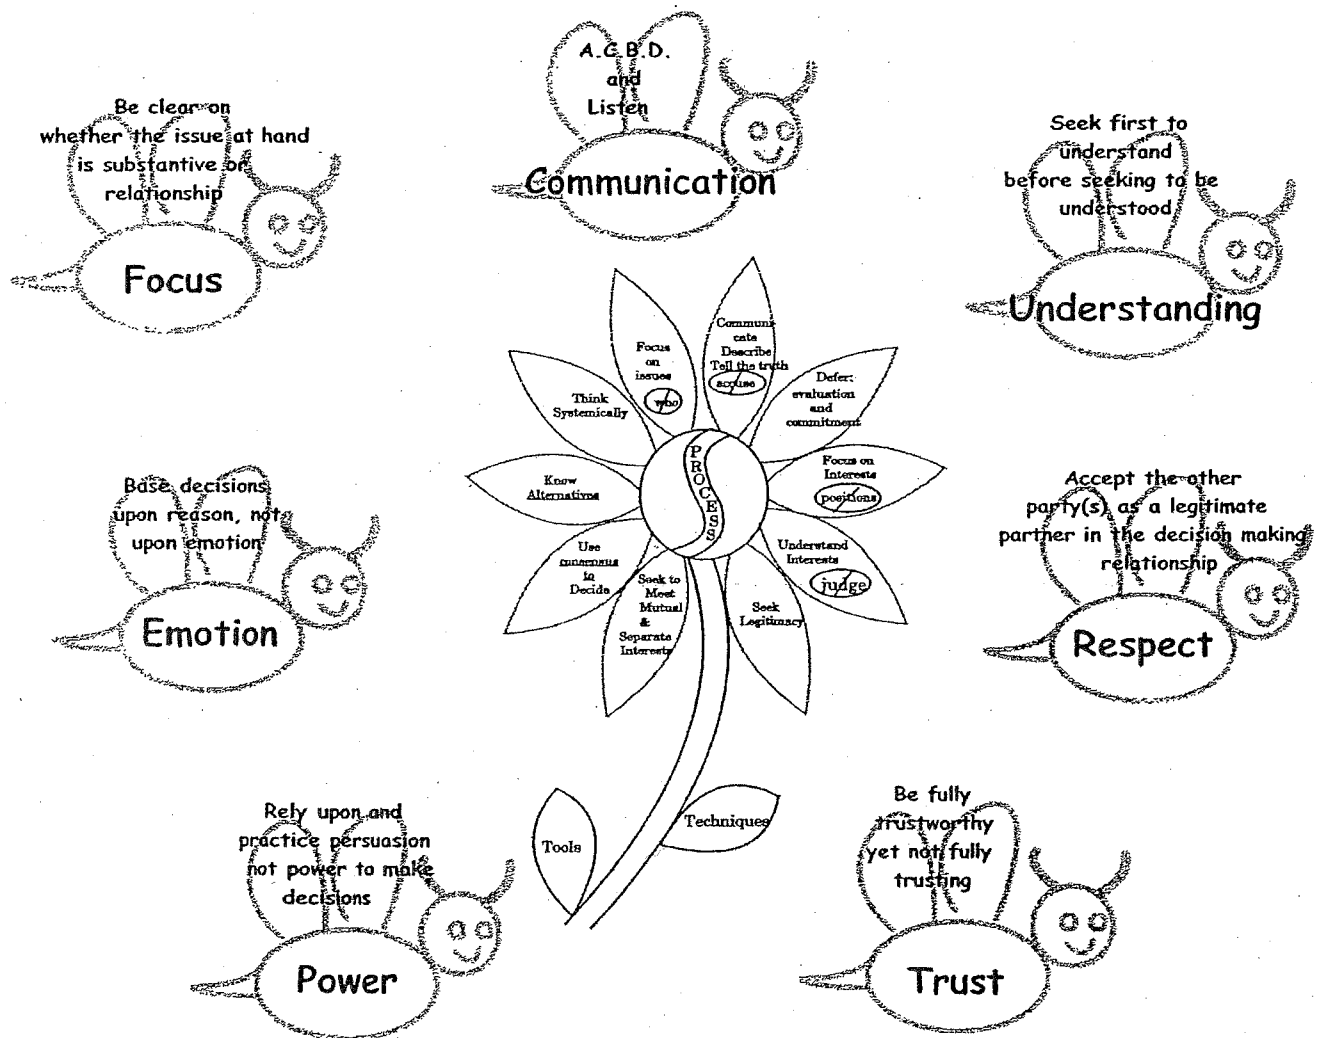 A.C.B.D.
and
Listen
Communication
Be clear on
whether the issue at hand
is substantive or
relationship
Focus
Seek first to
understand
before seeking to be
understood
Understanding
Base decisions
upon reason, not
upon emotion
Emotion
Accept the other
party(s) as a legitimate
partner in the decision making
relationship
Respect
Rely upon and
practice persuasion
not power to make
decisions
Power
Be fully
trustworthy
yet not fully
trusting
Trust
Focus
on
issues
who
Communi
cate
Describe
Tell the truth
accuse
Defer:
evaluation
and
commitment
Focus on
Interests
positions
Understand
Interests
judge
Seek
Legitimacy
Seek to
Meet
Mutual
&
Separate
Interests
Use
consensus
to
Decide
Know
Alternatives
Think
Systemically
PROCESS
Tools
Techniques